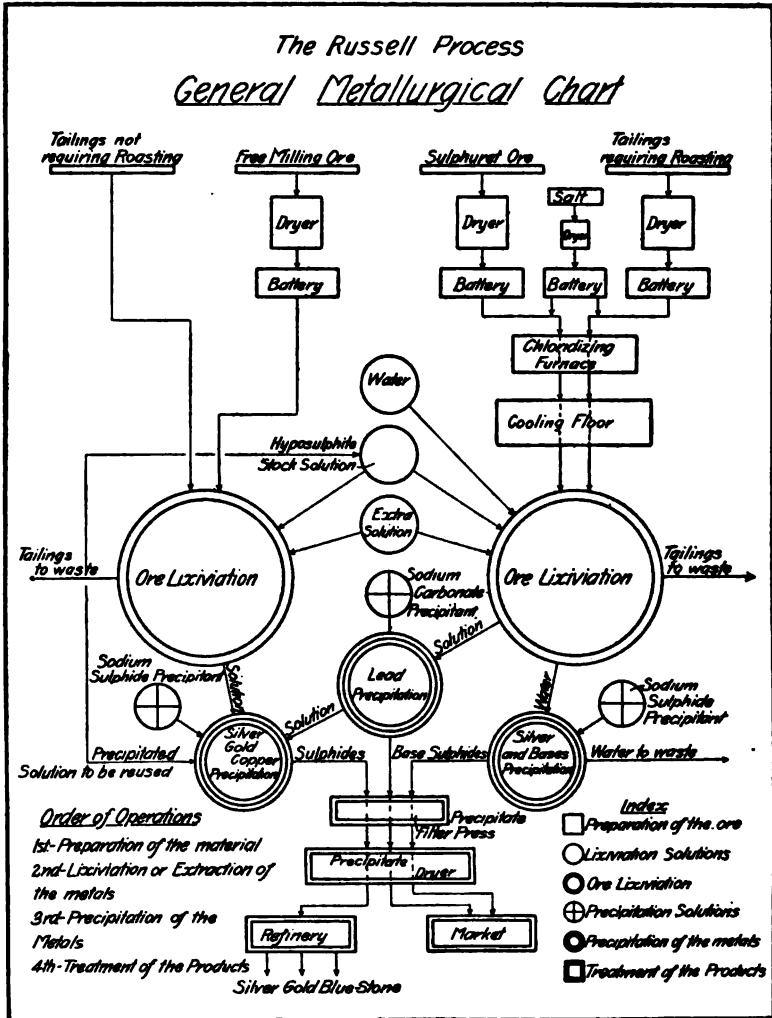 The Russell Process
General Metallurgical Chart
Tailings not
requiring Roasting
Free Milling Ore
Sulphuret Ore
Tailings
requiring Roasting
Salt
Dryer
Dryer
Dryer
Dryer
Battery
Battery
Battery
Battery
Chloridizing
Furnace
Water
Cooling Floor
Hyposulphite
Stock Solution
Extra
Solution
Tailings
to waste
Ore Lixiviation
Ore Lixiviation
Tailings
to waste
Sodium
Carbonate
Precipitant
Solution
Lead
Precipitation
Sodium
Sulphide Precipitant
Solution
Solution
Water
Sodium
Sulphide
Precipitant
Silver
Gold
Copper
Precipitation
Silver
and Bases
Precipitation
Precipitated
Solution to be reused
Sulphides
Base Sulphides
Water to waste
Precipitate
Filter Press
Precipitate
Dryer
Refinery
Market
Silver Gold Blue-Stone
Order of Operations
1st-Preparation of the material
2nd-Lixiviation or Extraction of
the metals
3rd-Precipitation of the
Metals
4th-Treatment of the Products
Index
Preparation of the ore
Lixiviation Solutions
Ore Lixiviation
Precipitation Solutions
Precipitation of the metals
Treatment of the Products